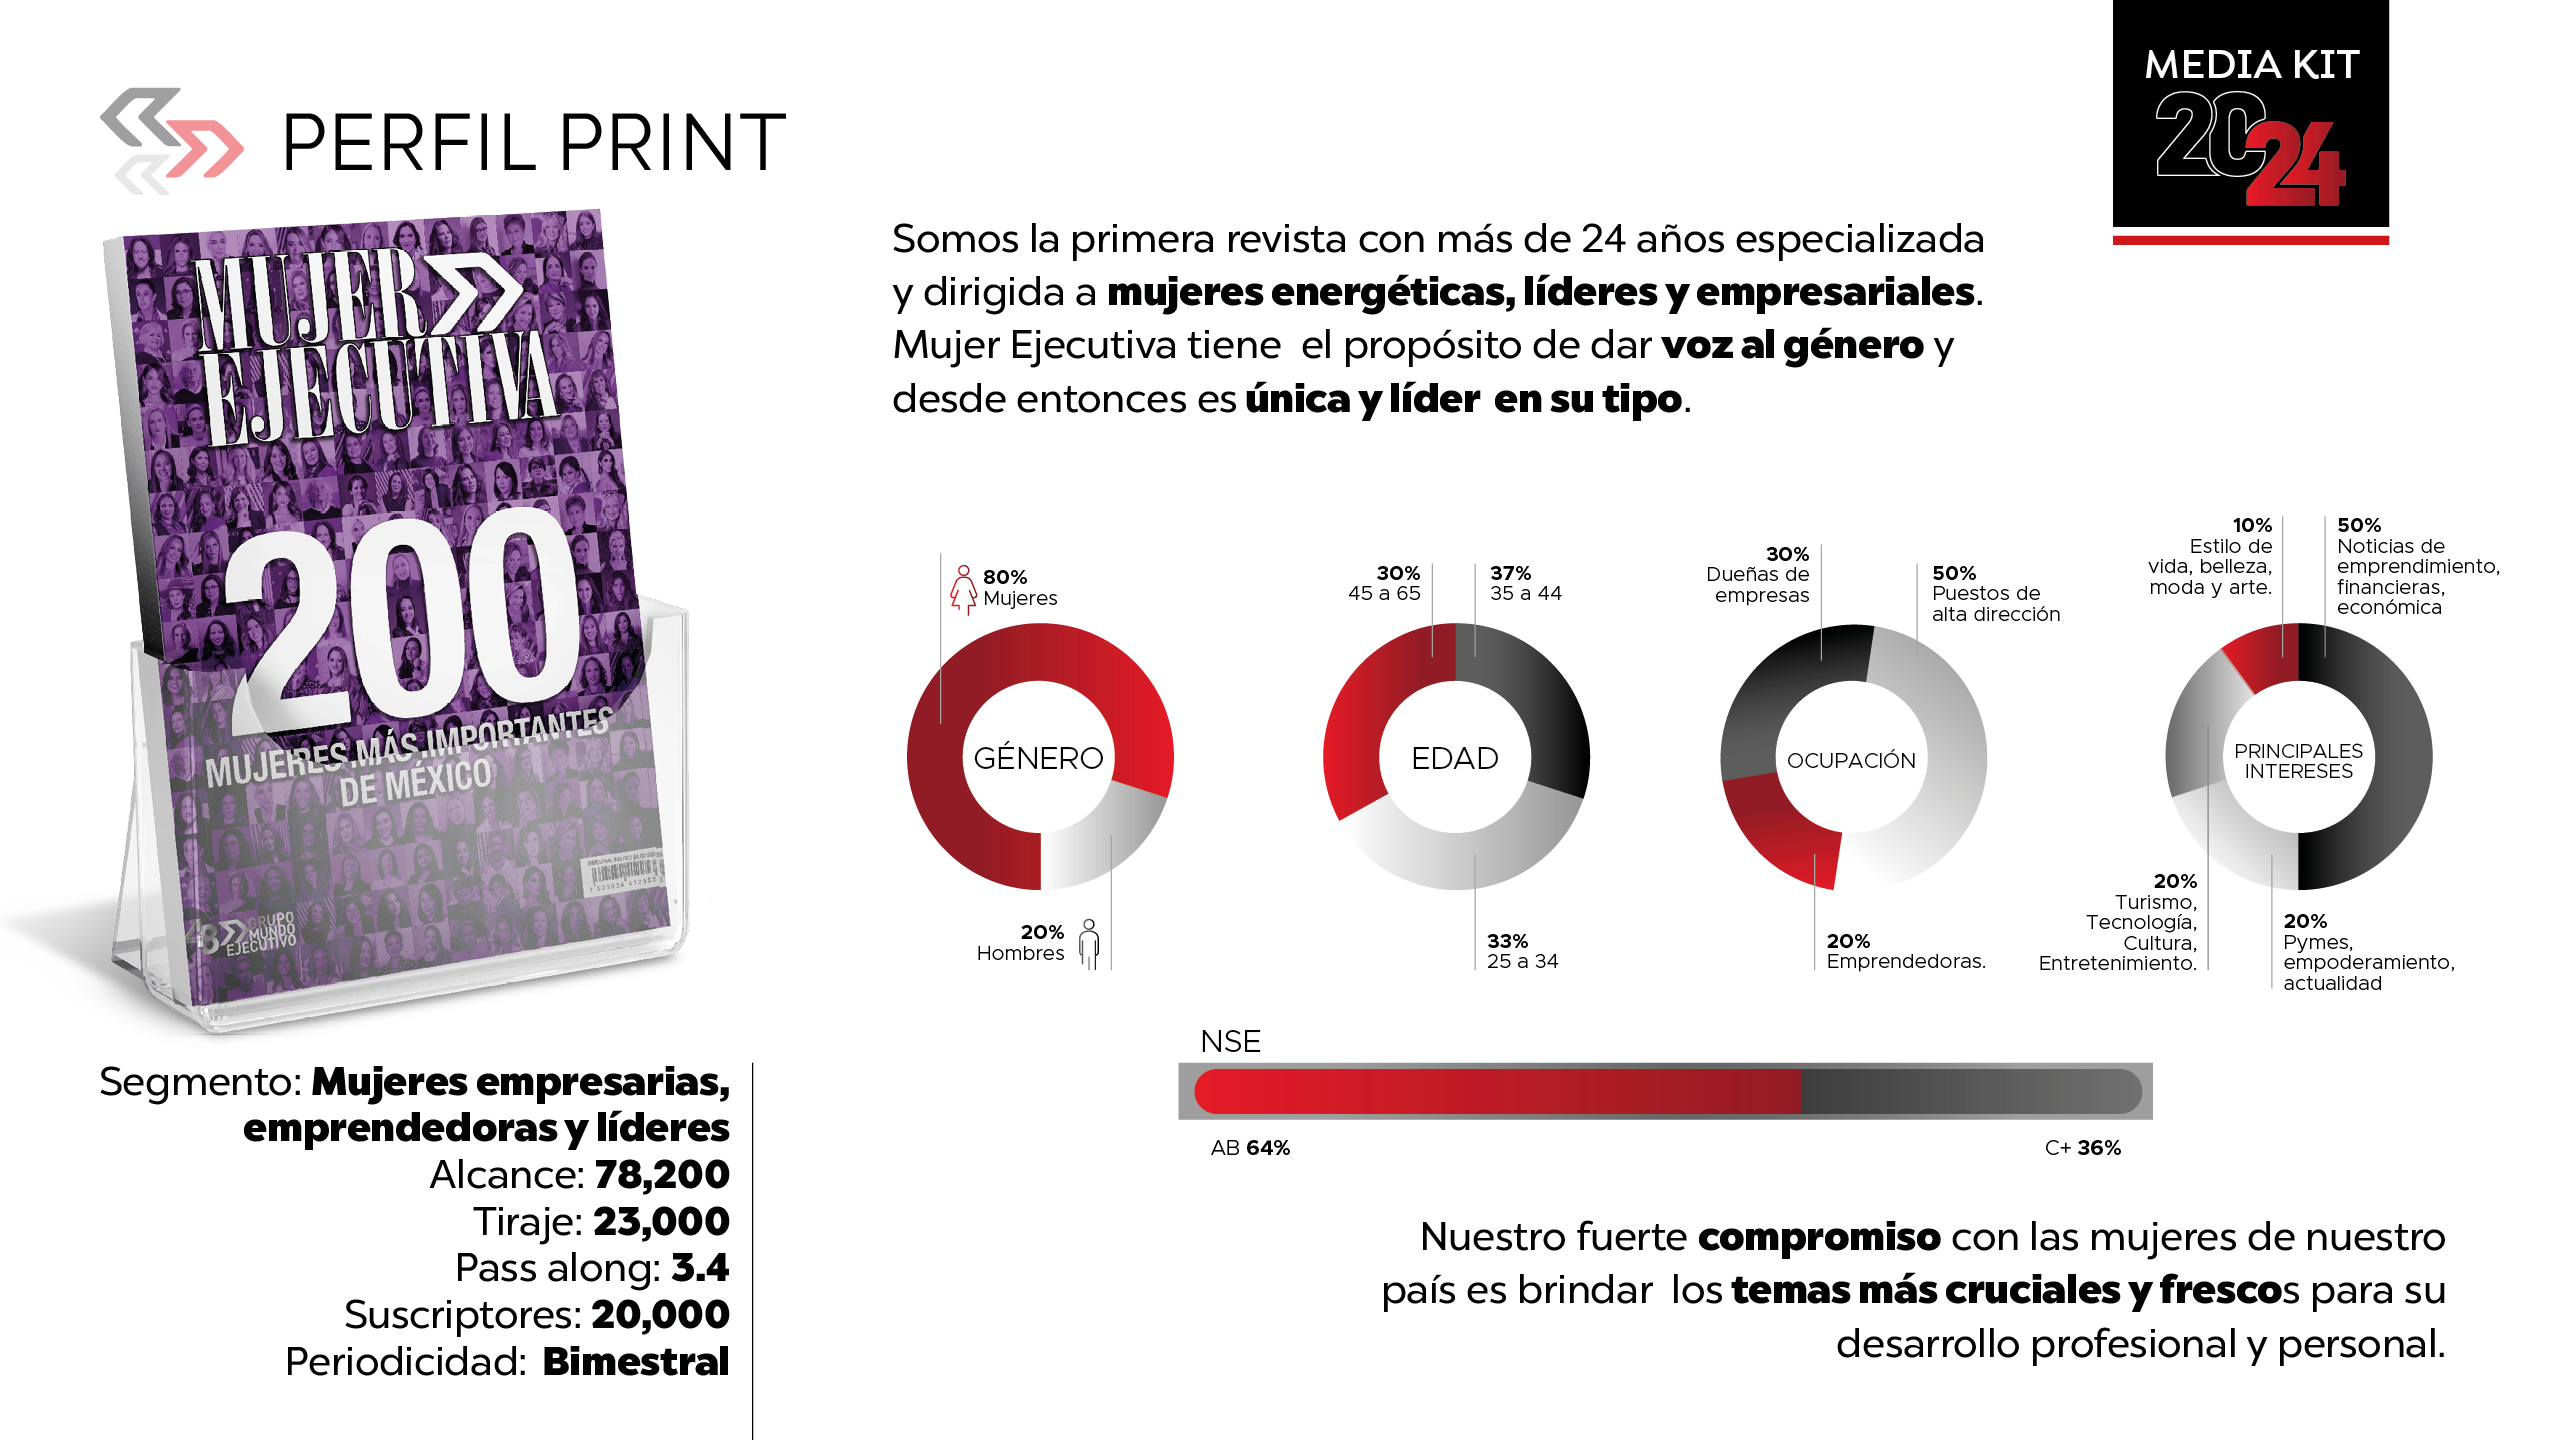 PERFIL PRINT
MEDIA KIT
2024
Somos la primera revista con más de 24 años especializada
y dirigida a mujeres energéticas, líderes y empresariales.
Mujer Ejecutiva tiene  el propósito de dar voz al género y
desde entonces es única y líder  en su tipo.
MUJER
EJECUTIVA
200
MUJERES MÁS IMPORTANTES
DE MÉXICO
GRUPO
MUNDO
EJECUTIVO
80%
Mujeres
GÉNERO
20%
Hombres
30%
45 a 65
37%
35 a 44
EDAD
33%
25 a 34
30%
Dueñas de
empresas
50%
Puestos de
alta dirección
OCUPACIÓN
20%
Emprendedoras.
10%
Estilo de
vida, belleza,
moda y arte.
50%
Noticias de
emprendimiento,
financieras,
económica
PRINCIPALES
INTERESES
20%
Turismo,
Tecnología,
Cultura,
Entretenimiento.
20%
Pymes,
empoderamiento,
actualidad
NSE
AB 64%
C+ 36%
Segmento: Mujeres empresarias,
emprendedoras y líderes
Alcance: 78,200
Tiraje: 23,000
Pass along: 3.4
Suscriptores: 20,000
Periodicidad:  Bimestral
Nuestro fuerte compromiso con las mujeres de nuestro
país es brindar  los temas más cruciales y frescos para su
desarrollo profesional y personal.